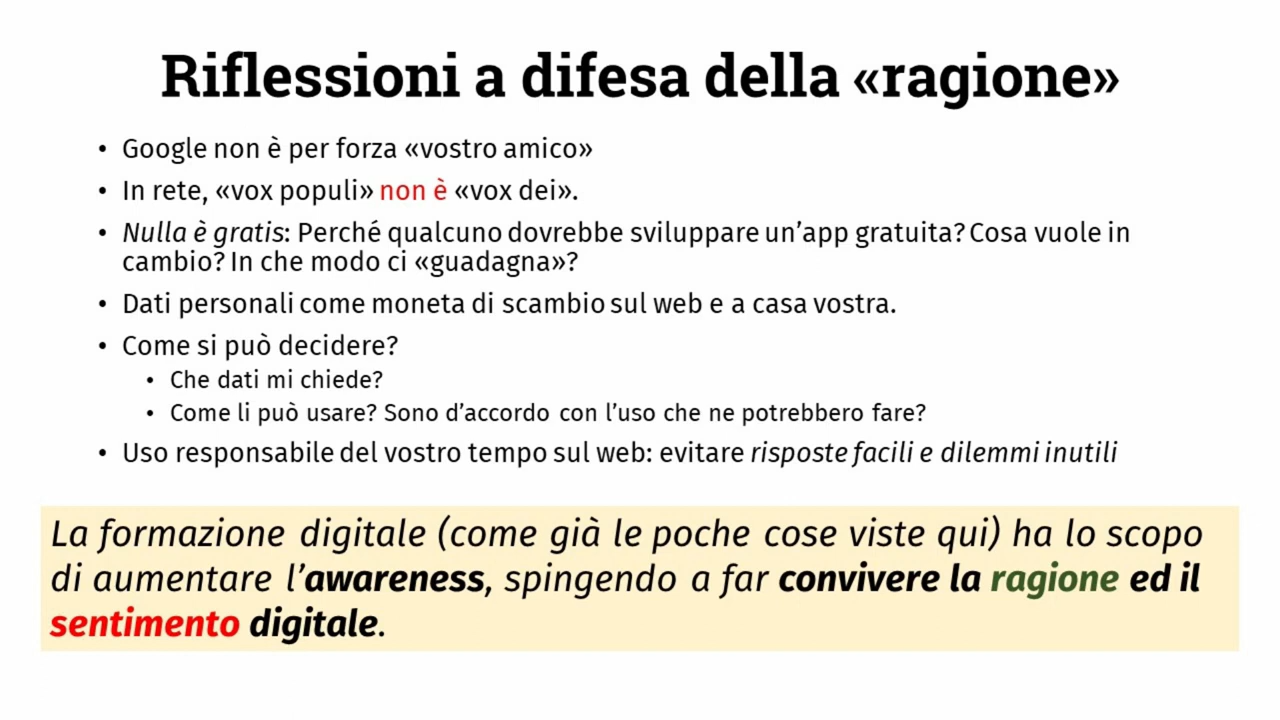 Riflessioni a difesa della «ragione»
• Google non è per forza «vostro amico»
• In rete, «vox populi» non è «vox dei».
• Nulla è gratis: Perché qualcuno dovrebbe sviluppare un’app gratuita? Cosa vuole in
cambio? In che modo ci «guadagna»?
• Dati personali come moneta di scambio sul web e a casa vostra.
• Come si può decidere?
• Che dati mi chiede?
• Come li può usare? Sono d’accordo con l’uso che ne potrebbero fare?
• Uso responsabile del vostro tempo sul web: evitare risposte facili e dilemmi inutili
La formazione digitale (come già le poche cose viste qui) ha lo scopo
di aumentare l’awareness, spingendo a far convivere la ragione ed il
sentimento digitale.